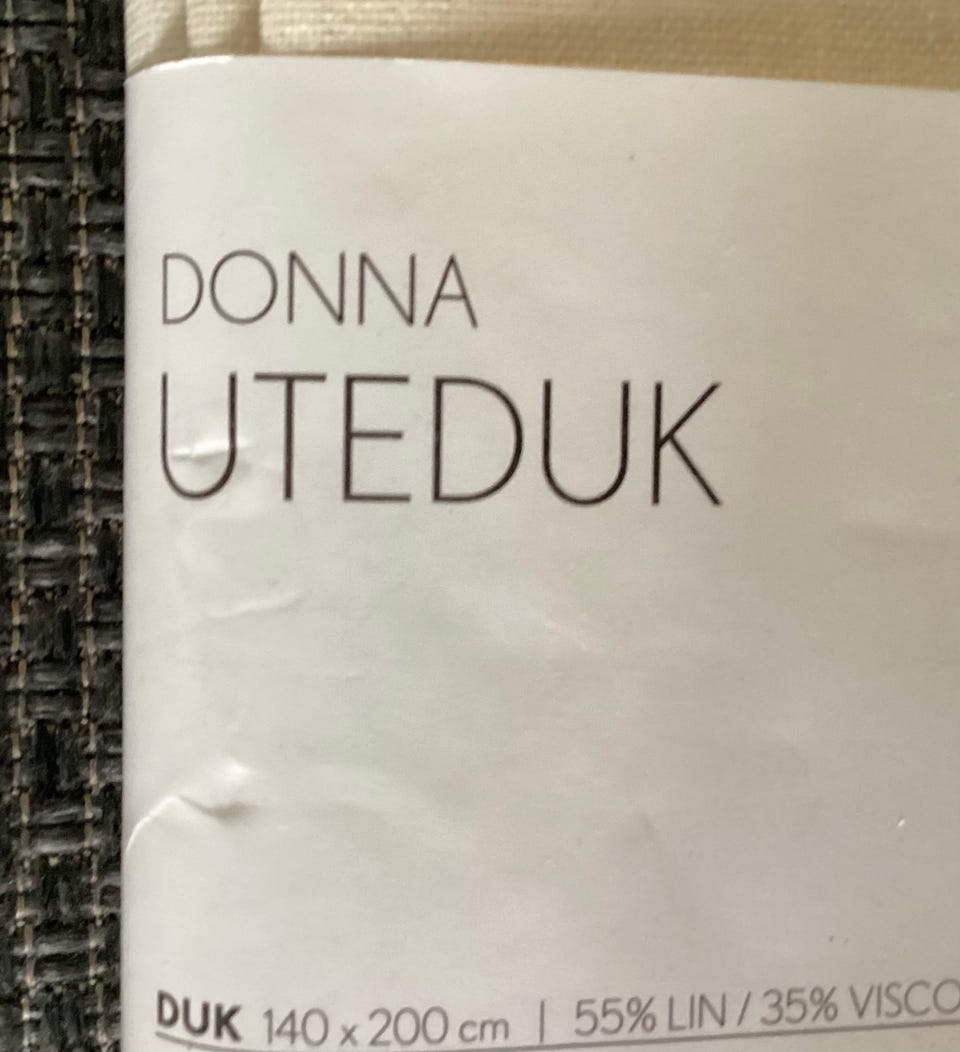 DONNA
UTEDUK
DUK 140 x 200 cm | 55% LIN / 35% VISCO